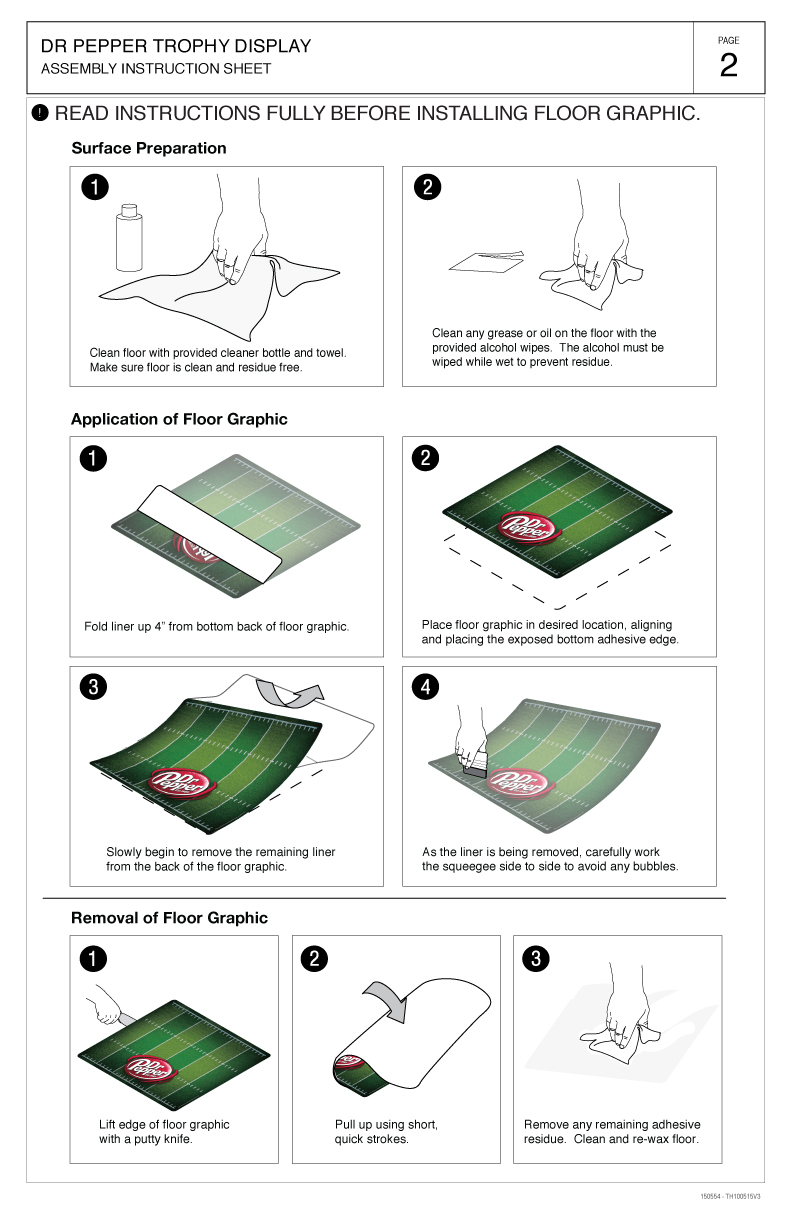 DR PEPPER TROPHY DISPLAY
ASSEMBLY INSTRUCTION SHEET
PAGE
2
! READ INSTRUCTIONS FULLY BEFORE INSTALLING FLOOR GRAPHIC.
Surface Preparation
1
Clean floor with provided cleaner bottle and towel.
Make sure floor is clean and residue free.
2
Clean any grease or oil on the floor with the
provided alcohol wipes.  The alcohol must be
wiped while wet to prevent residue.
Application of Floor Graphic
1
Fold liner up 4” from bottom back of floor graphic.
2
Dr
Pepper
Place floor graphic in desired location, aligning
and placing the exposed bottom adhesive edge.
3
Dr
Pepper
Slowly begin to remove the remaining liner
from the back of the floor graphic.
4
Dr
Pepper
As the liner is being removed, carefully work
the squeegee side to side to avoid any bubbles.
Removal of Floor Graphic
1
Dr
Pepper
Lift edge of floor graphic
with a putty knife.
2
Pull up using short,
quick strokes.
3
Remove any remaining adhesive
residue.  Clean and re-wax floor.
150554 - TH100515V3